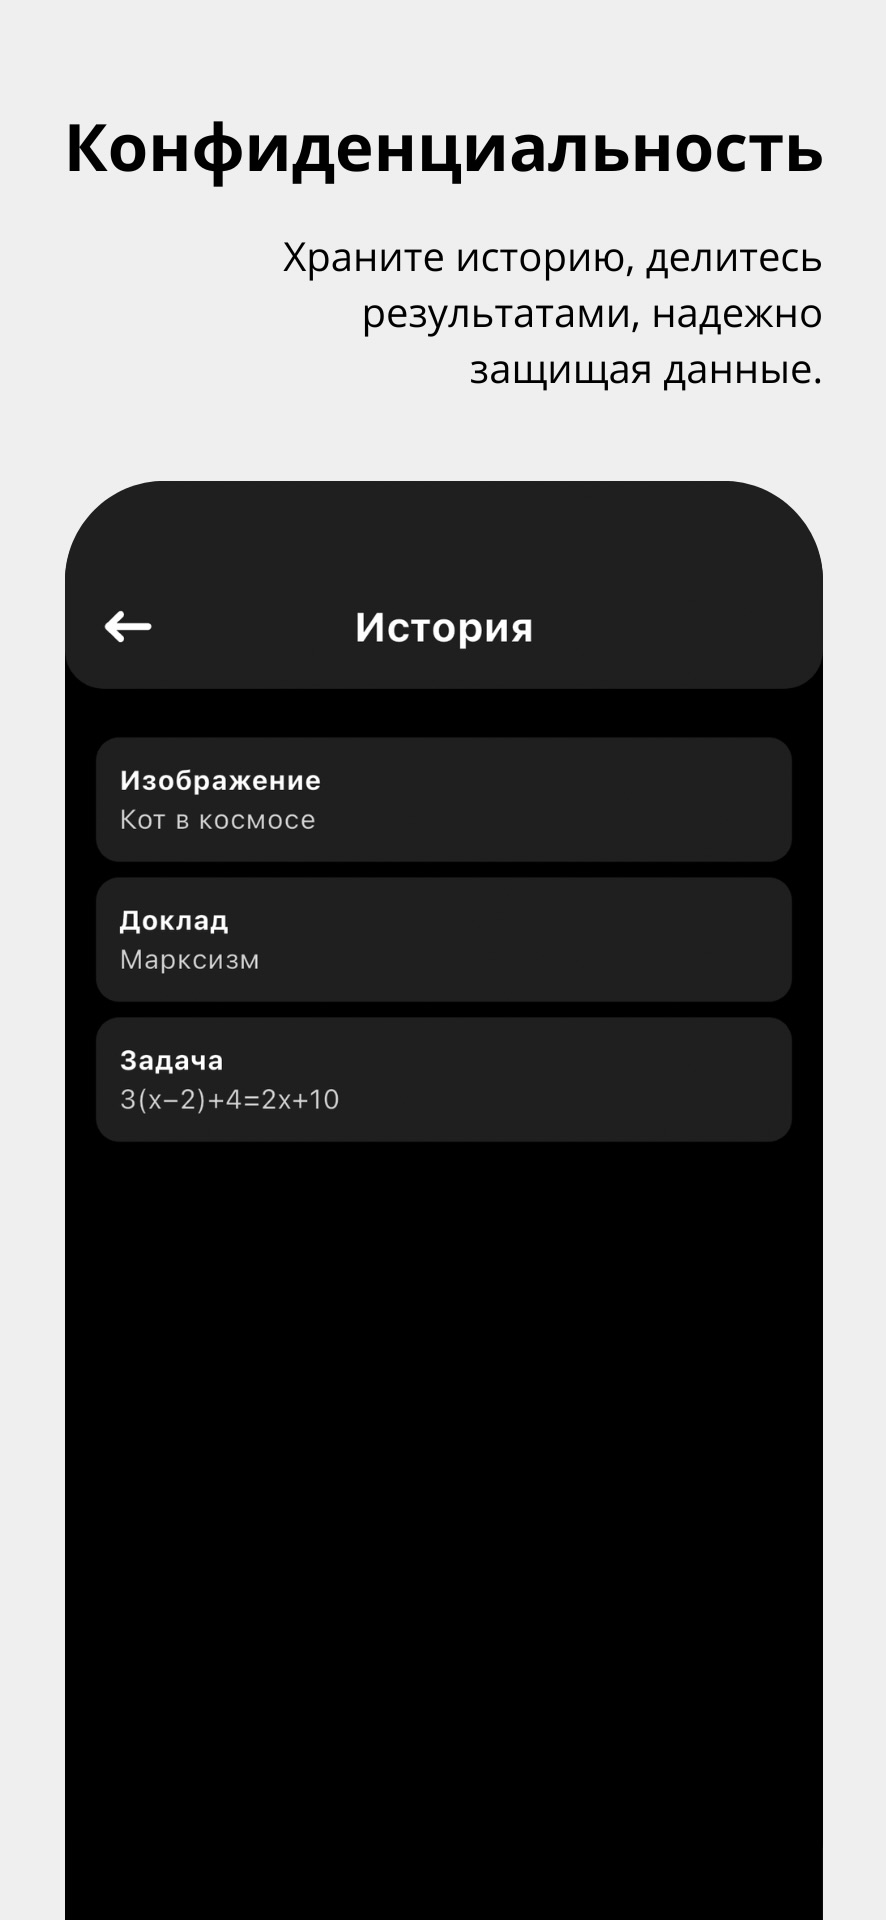 Конфиденциальность
Храните историю, делитесь
результатами, надежно
защищая данные.
История
Изображение
Кот в космосе
Доклад
Марксизм
Задача
3(x−2)+4=2x+10